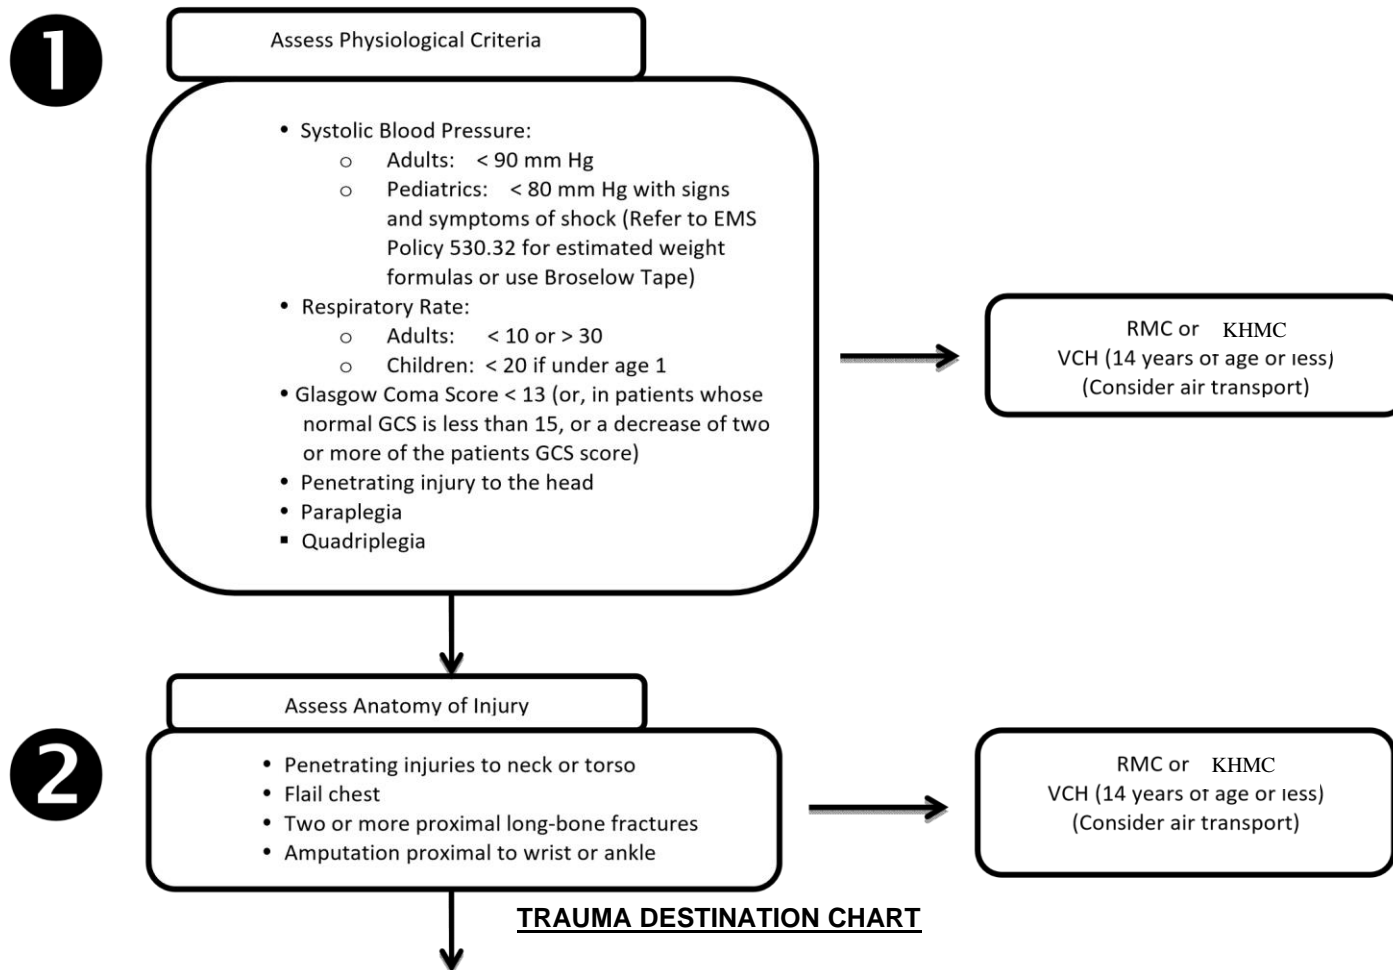 1
Assess Physiological Criteria
• Systolic Blood Pressure:
o Adults: < 90 mm Hg
o Pediatrics: < 80 mm Hg with signs
and symptoms of shock (Refer to EMS
Policy 530.32 for estimated weight
formulas or use Broselow Tape)
• Respiratory Rate:
o Adults: < 10 or > 30
o Children: < 20 if under age 1
• Glasgow Coma Score < 13 (or, in patients whose
normal GCS is less than 15, or a decrease of two
or more of the patients GCS score)
• Penetrating injury to the head
• Paraplegia
▪ Quadriplegia
RMC or KHMC
VCH (14 years of age or less)
(Consider air transport)
2
Assess Anatomy of Injury
• Penetrating injuries to neck or torso
• Flail chest
• Two or more proximal long-bone fractures
• Amputation proximal to wrist or ankle
RMC or KHMC
VCH (14 years of age or less)
(Consider air transport)
TRAUMA DESTINATION CHART